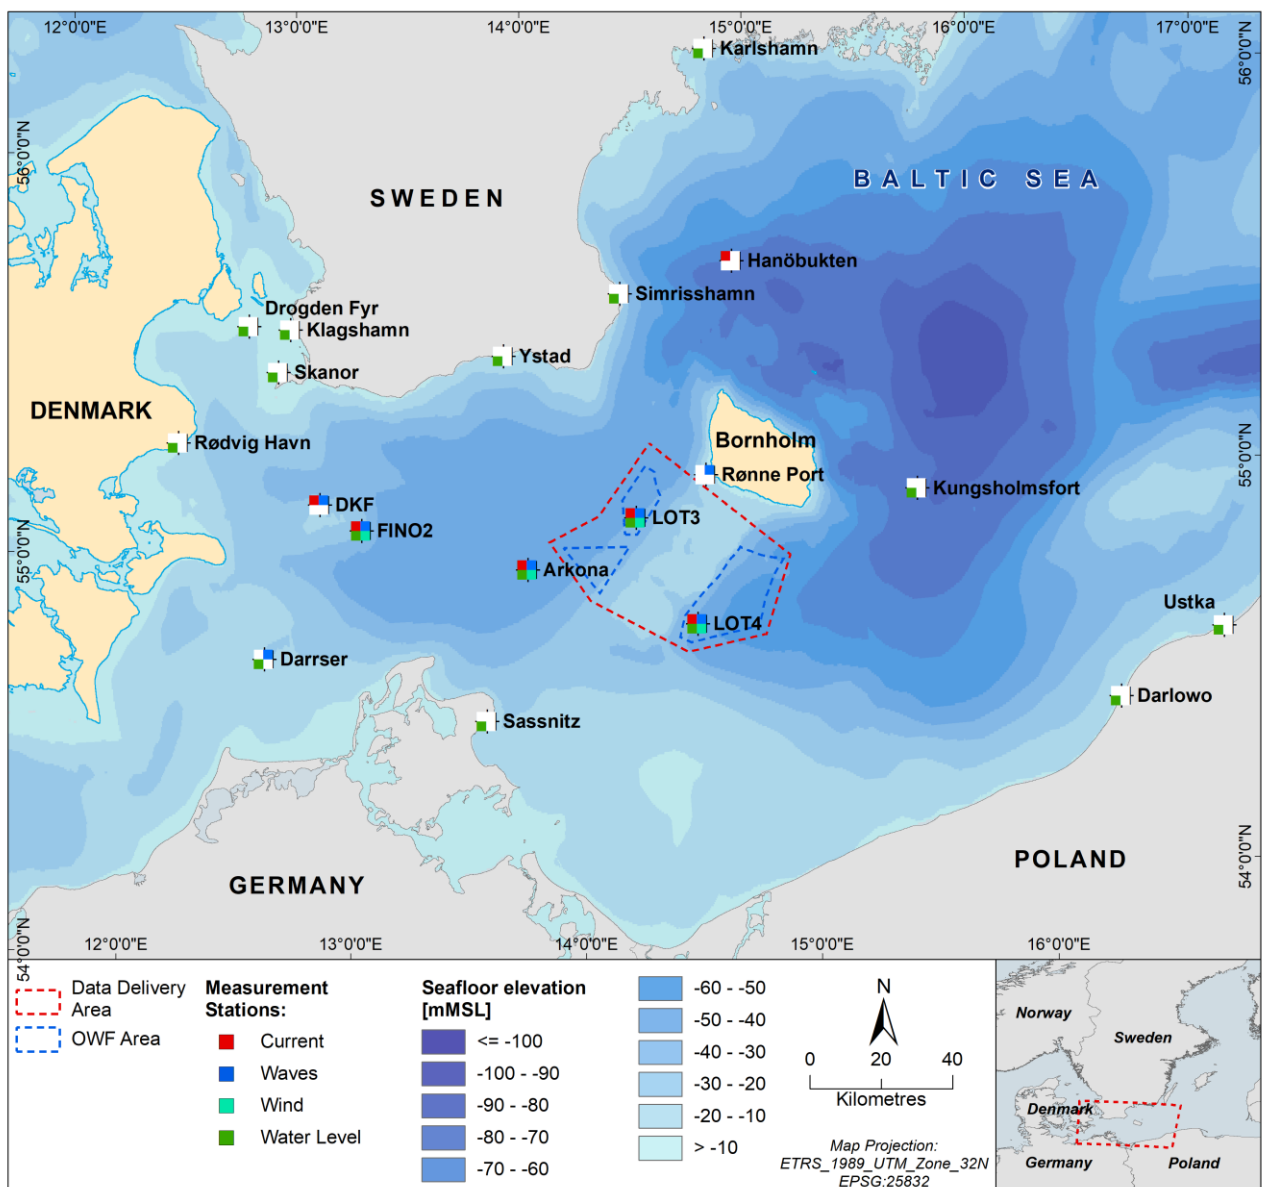 12°0'0"E
13°0'0"E
14°0'0"E
15°0'0"E
16°0'0"E
17°0'0"E
56°0'0"N
56°0'0"N
Karlshamn
BALTIC SEA
SWEDEN
Hanöbukten
Simrisshamn
Drogden Fyr
Klagshamn
Ystad
Skanor
DENMARK
Bornholm
Rødvig Havn
55°0'0"N
Rønne Port
Kungsholmsfort
DKF
LOT3
FINO2
55°0'0"N
Arkona
Ustka
LOT4
Darrser
Darlowo
Sassnitz
POLAND
54°0'0"N
GERMANY
54°0'0"N
12°0'0"E
13°0'0"E
14°0'0"E
15°0'0"E
16°0'0"E
Data Delivery
Area
OWF Area
Measurement
Stations:
Current
Waves
Wind
Water Level
Seafloor elevation
[mMSL]
<= -100
-100 - -90
-90 - -80
-80 - -70
-70 - -60
-60 - -50
-50 - -40
-40 - -30
-30 - -20
-20 - -10
> -10
N
0 20 40
Kilometres
Map Projection:
ETRS_1989_UTM_Zone_32N
EPSG:25832
Norway
Sweden
Denmark
Germany
Poland